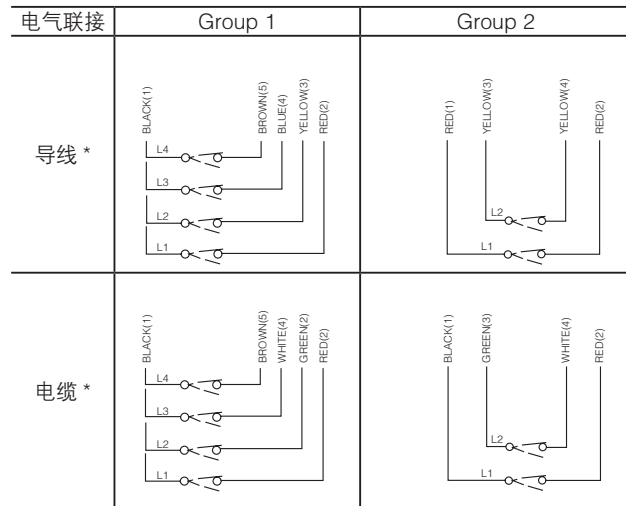 电气联接 Group 1 Group 2
导线 *
BLACK(1) BROWN(5) BLUE(4) YELLOW(3) RED(2)
L4
L3
L2
L1
RED(1) YELLOW(3) YELLOW(4) RED(2)
L2
L1
电缆 *
BLACK(1) BROWN(5) WHITE(4) GREEN(2) RED(2)
L4
L3
L2
L1
BLACK(1) GREEN(3) WHITE(4) RED(2)
L2
L1